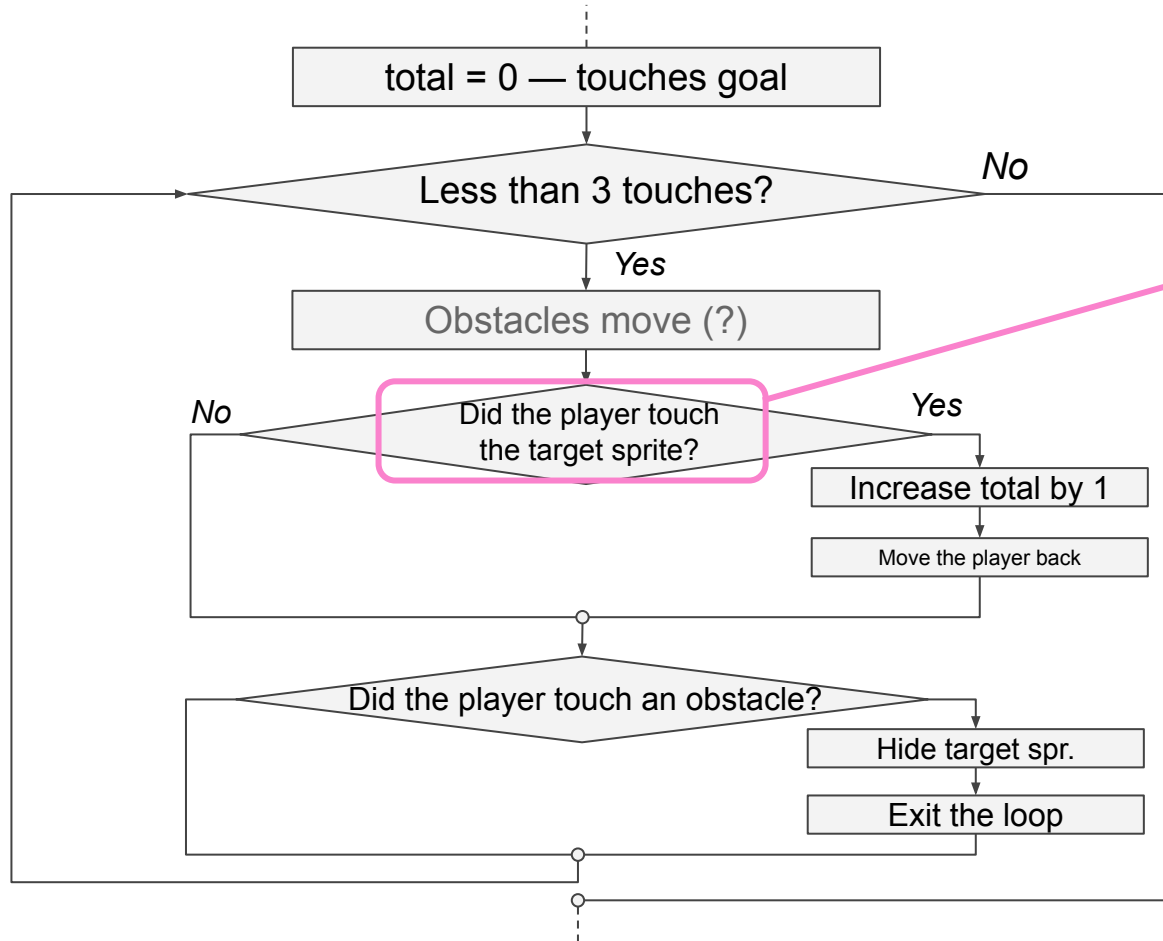 total = 0 — touches goal
Less than 3 touches?
No
Yes
Obstacles move (?)
No
Did the player touch
the target sprite?
Yes
Increase total by 1
Move the player back
Did the player touch an obstacle?
Hide target spr.
Exit the loop